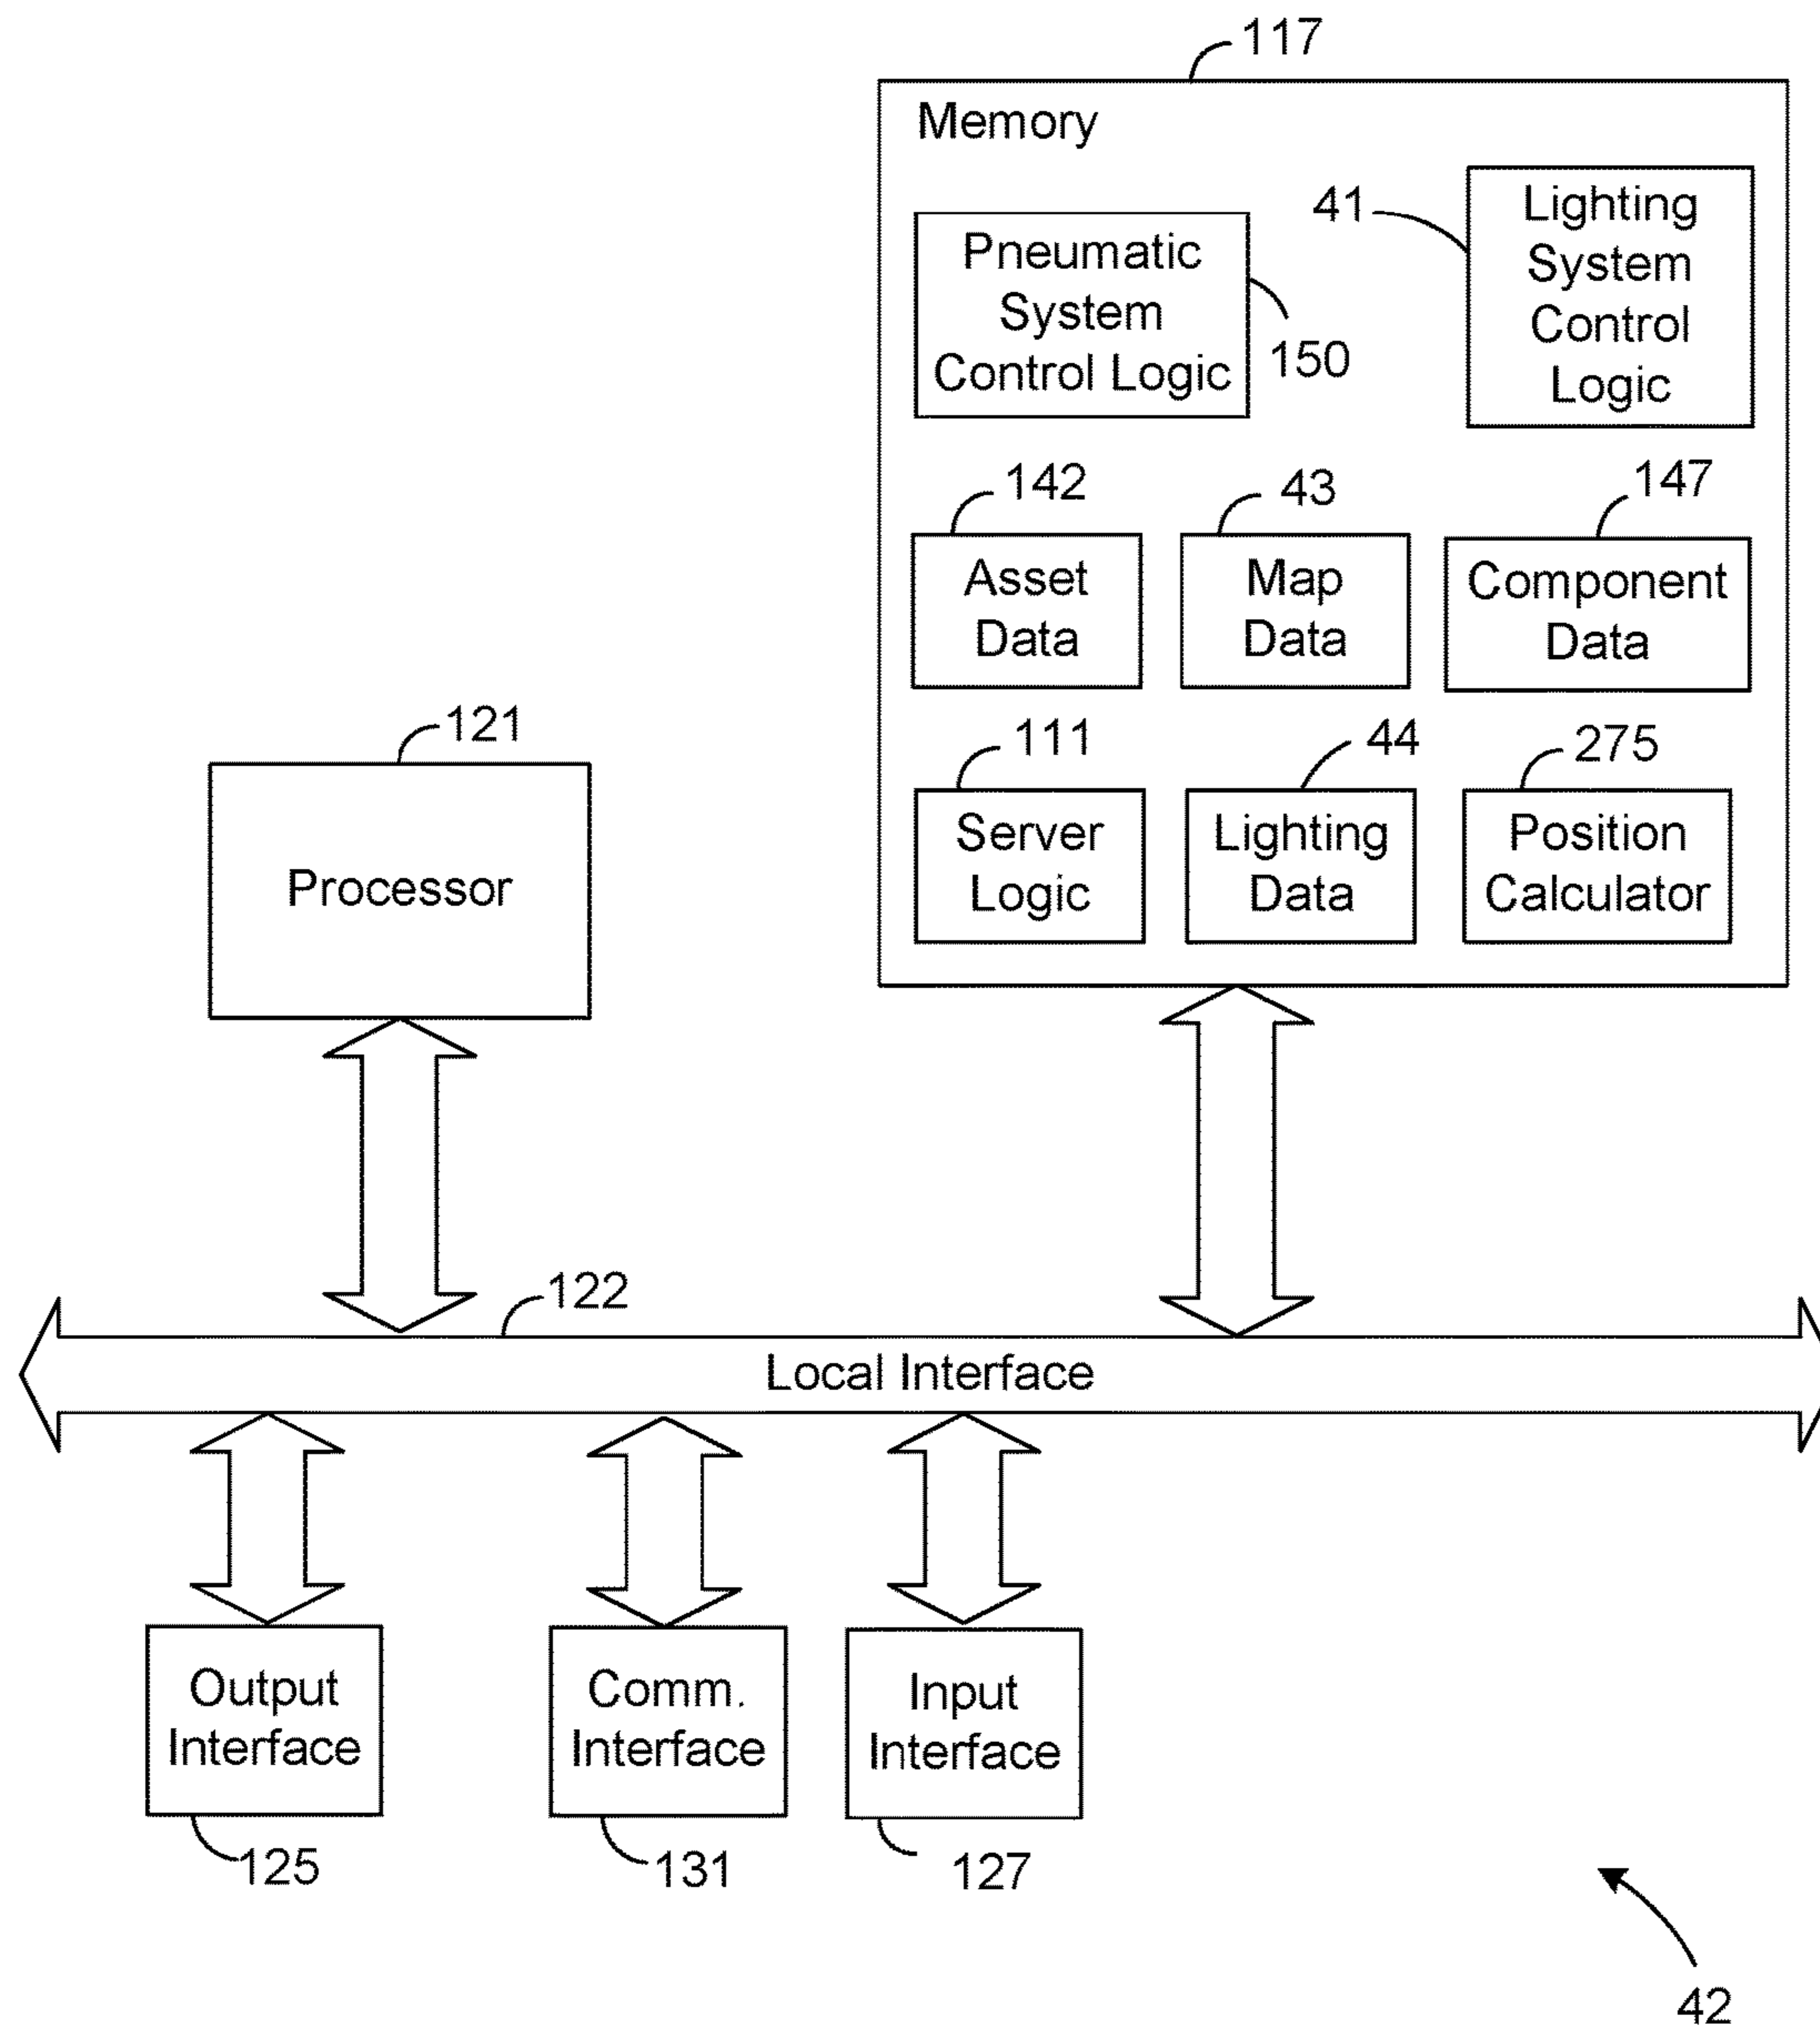 117
Memory
41
Lighting
System
Control
Logic
Pneumatic
System
Control Logic
150
142
43
147
Asset
Data
Map
Data
Component
Data
121
111
44
275
Processor
Server
Logic
Lighting
Data
Position
Calculator
122
Local Interface
Output
Interface
Comm.
Interface
Input
Interface
125
131
127
42